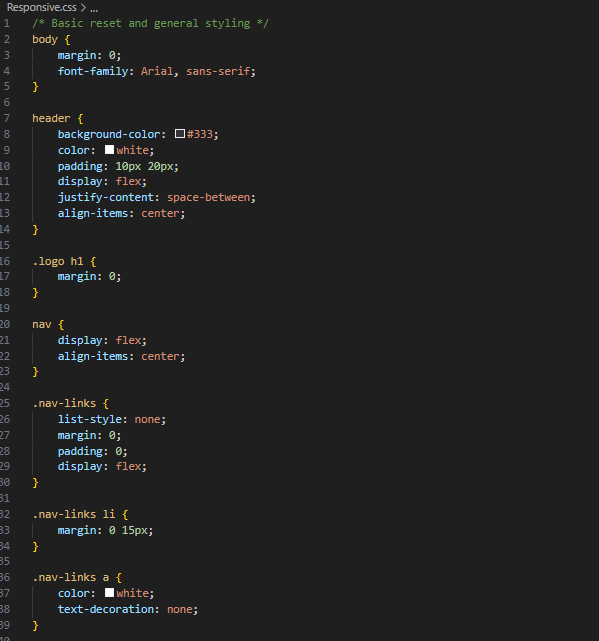 Responsive.css > ...
1 /* Basic reset and general styling */
2 body {
3 margin: 0;
4 font-family: Arial, sans-serif;
5 }
6
7 header {
8 background-color: #333;
9 color: white;
10 padding: 10px 20px;
11 display: flex;
12 justify-content: space-between;
13 align-items: center;
14 }
15
16 .logo h1 {
17 margin: 0;
18 }
19
20 nav {
21 display: flex;
22 align-items: center;
23 }
24
25 .nav-links {
26 list-style: none;
27 margin: 0;
28 padding: 0;
29 display: flex;
30 }
31
32 .nav-links li {
33 margin: 0 15px;
34 }
35
36 .nav-links a {
37 color: white;
38 text-decoration: none;
39 }
40